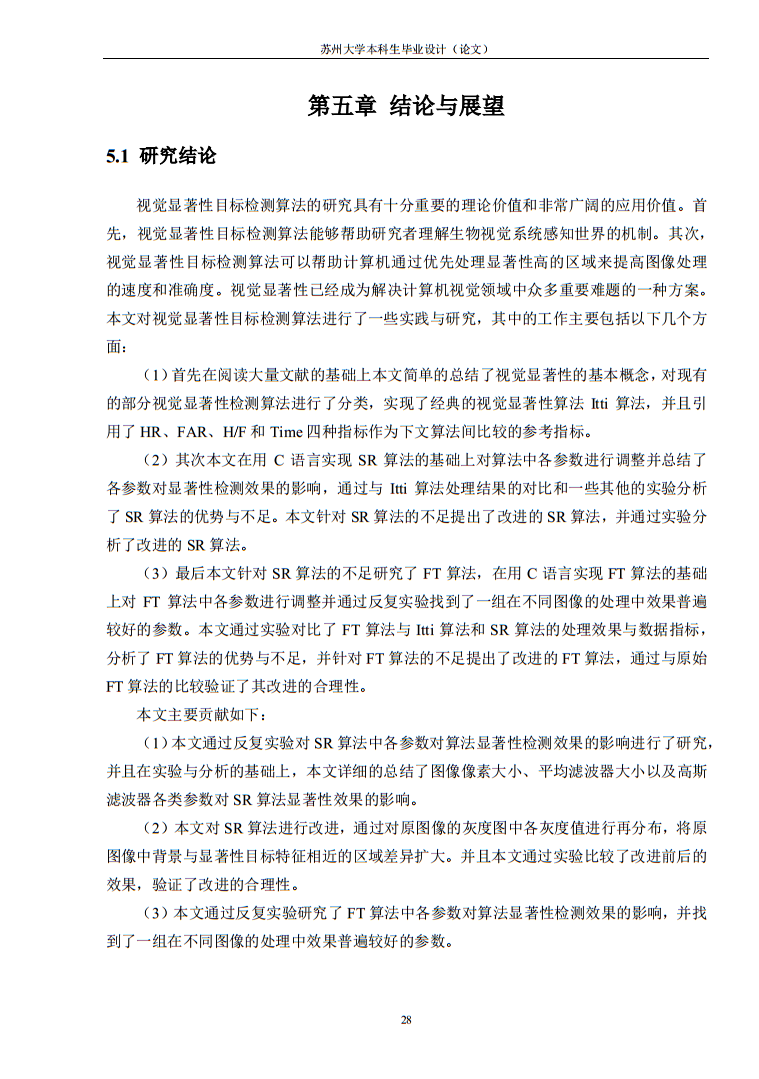 苏州大学本科生毕业设计（论文）
第五章 结论与展望
5.1 研究结论
视觉显著性目标检测算法的研究具有十分重要的理论价值和非常广阔的应用价值。首
先，视觉显著性目标检测算法能够帮助研究者理解生物视觉系统感知世界的机制。其次，
视觉显著性目标检测算法可以帮助计算机通过优先处理显著性高的区域来提高图像处理
的速度和准确度。视觉显著性已经成为解决计算机视觉领域中众多重要难题的一种方案。
本文对视觉显著性目标检测算法进行了一些实践与研究，其中的工作主要包括以下几个方
面：
（1）首先在阅读大量文献的基础上本文简单的总结了视觉显著性的基本概念，对现有
的部分视觉显著性检测算法进行了分类，实现了经典的视觉显著性算法 Itti 算法，并且引
用了 HR、FAR、H/F 和 Time 四种指标作为下文算法间比较的参考指标。
（2）其次本文在用 C 语言实现 SR 算法的基础上对算法中各参数进行调整并总结了
各参数对显著性检测效果的影响，通过与 Itti 算法处理结果的对比和一些其他的实验分析
了 SR 算法的优势与不足。本文针对 SR 算法的不足提出了改进的 SR 算法，并通过实验分
析了改进的 SR 算法。
（3）最后本文针对 SR 算法的不足研究了 FT 算法，在用 C 语言实现 FT 算法的基础
上对 FT 算法中各参数进行调整并通过反复实验找到了一组在不同图像的处理中效果普遍
较好的参数。本文通过实验对比了 FT 算法与 Itti 算法和 SR 算法的处理效果与数据指标，
分析了 FT 算法的优势与不足，并针对 FT 算法的不足提出了改进的 FT 算法，通过与原始
FT 算法的比较验证了其改进的合理性。
本文主要贡献如下：
（1）本文通过反复实验对 SR 算法中各参数对算法显著性检测效果的影响进行了研究，
并且在实验与分析的基础上，本文详细的总结了图像像素大小、平均滤波器大小以及高斯
滤波器各类参数对 SR 算法显著性效果的影响。
（2）本文对 SR 算法进行改进，通过对原图像的灰度图中各灰度值进行再分布，将原
图像中背景与显著性目标特征相近的区域差异扩大。并且本文通过实验比较了改进前后的
效果，验证了改进的合理性。
（3）本文通过反复实验研究了 FT 算法中各参数对算法显著性检测效果的影响，并找
到了一组在不同图像的处理中效果普遍较好的参数。
28